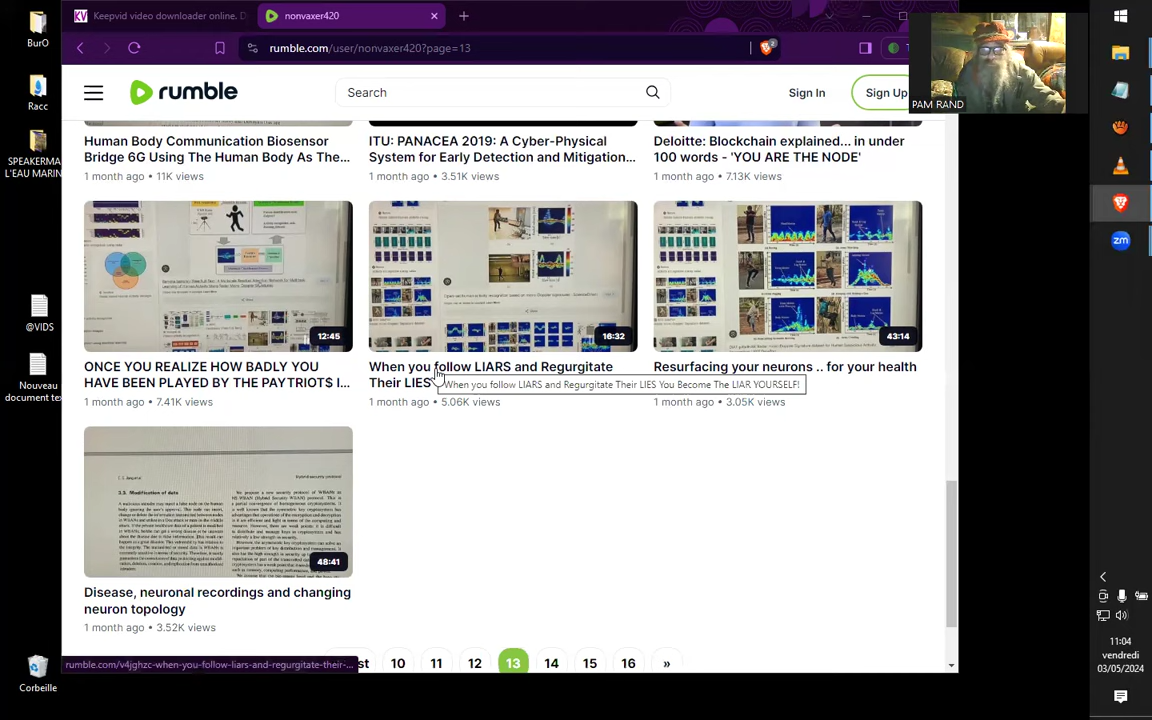 BurO
Racc
SPEAKERMA
L'EAU MARIN
@VIDS
Nouveau
document tex
Corbeille
KV Keepvid video downloader online. D
nonvaxer420
rumble.com/user/nonvaxer420?page=13
2
PAM RAND
rumble
Search
Sign In
Sign Up
Human Body Communication Biosensor
Bridge 6G Using The Human Body As The...
1 month ago • 11K views
ITU: PANACEA 2019: A Cyber-Physical
System for Early Detection and Mitigation...
1 month ago • 3.51K views
Deloitte: Blockchain explained... in under
100 words - 'YOU ARE THE NODE'
1 month ago • 7.13K views
12:45
ONCE YOU REALIZE HOW BADLY YOU
HAVE BEEN PLAYED BY THE PAYTRIOT$ I...
1 month ago • 7.41K views
16:32
When you follow LIARS and Regurgitate
Their LIES
When you follow LIARS and Regurgitate Their LIES You Become The LIAR YOURSELF!
1 month ago • 5.06K views
43:14
Resurfacing your neurons .. for your health
1 month ago • 3.05K views
3.3. Modification of data
48:41
Disease, neuronal recordings and changing
neuron topology
1 month ago • 3.52K views
10 11 12 13 14 15 16 »
rumble.com/v4jghzc-when-you-follow-liars-and-regurgitate-their-...
zm
11:04
vendredi
03/05/2024